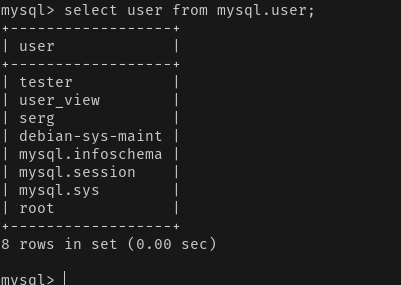 mysql> select user from mysql.user;
+------------------+
| user             |
+------------------+
| tester           |
| user_view        |
| serg             |
| debian-sys-maint |
| mysql.infoschema |
| mysql.session    |
| mysql.sys        |
| root             |
+------------------+
8 rows in set (0.00 sec)
mysql>